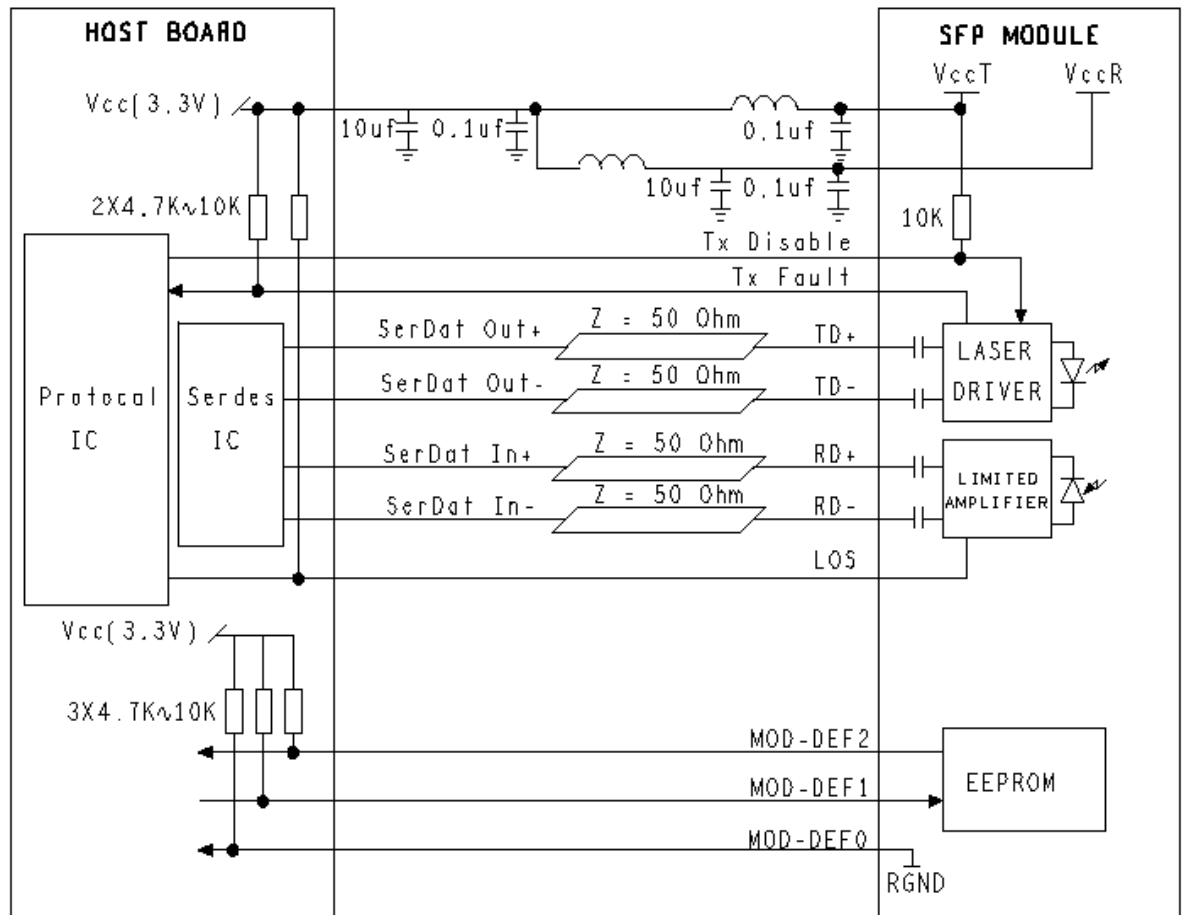 HOST BOARD
SFP MODULE
VccT
VccR
Vcc(3.3V)
10uf
0.1uf
0.1uf
10uf
0.1uf
2X4.7K∿10K
10K
Tx Disable
Tx Fault
SerDat Out+
Z = 50 Ohm
TD+
SerDat Out-
Z = 50 Ohm
TD-
LASER
DRIVER
Protocal
IC
Serdes
IC
SerDat In+
Z = 50 Ohm
RD+
SerDat In-
Z = 50 Ohm
RD-
LIMITED
AMPLIFIER
LOS
Vcc(3.3V)
3X4.7K∿10K
MOD-DEF2
MOD-DEF1
MOD-DEF0
EEPROM
RGND